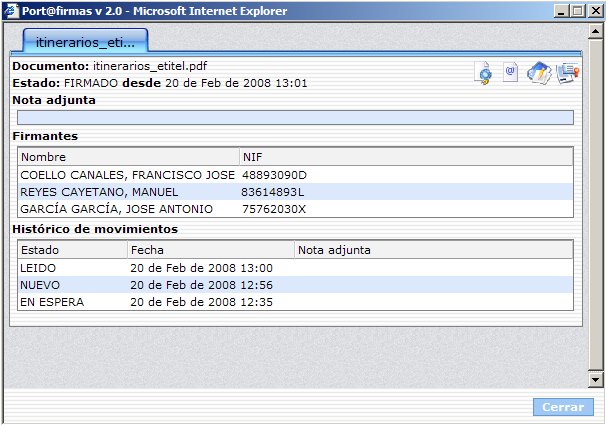 Port@firmas v 2.0 - Microsoft Internet Explorer
itinerarios_eti...
Documento: itinerarios_etitel.pdf
Estado: FIRMADO desde 20 de Feb de 2008 13:01
Nota adjunta
Firmantes
Nombre NIF
COELLO CANALES, FRANCISCO JOSE 48893090D
REYES CAYETANO, MANUEL 83614893L
GARCÍA GARCÍA, JOSE ANTONIO 75762030X
Histórico de movimientos
Estado Fecha Nota adjunta
LEIDO 20 de Feb de 2008 13:00
NUEVO 20 de Feb de 2008 12:56
EN ESPERA 20 de Feb de 2008 12:35
Cerrar